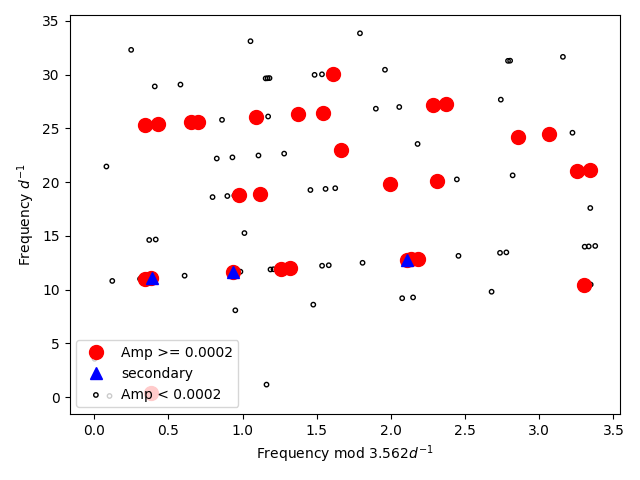 35
30
25
20
15
10
5
0
Frequency d⁻¹
Amp >= 0.0002
secondary
Amp < 0.0002
0.0 0.5 1.0 1.5 2.0 2.5 3.0 3.5
Frequency mod 3.562d⁻¹